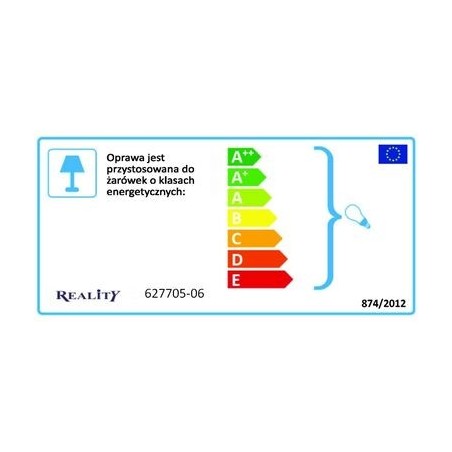 Oprawa jest
przystosowana do
żarówek o klasach
energetycznych:
A++
A+
A
B
C
D
E
REALITY 627705-06
874/2012